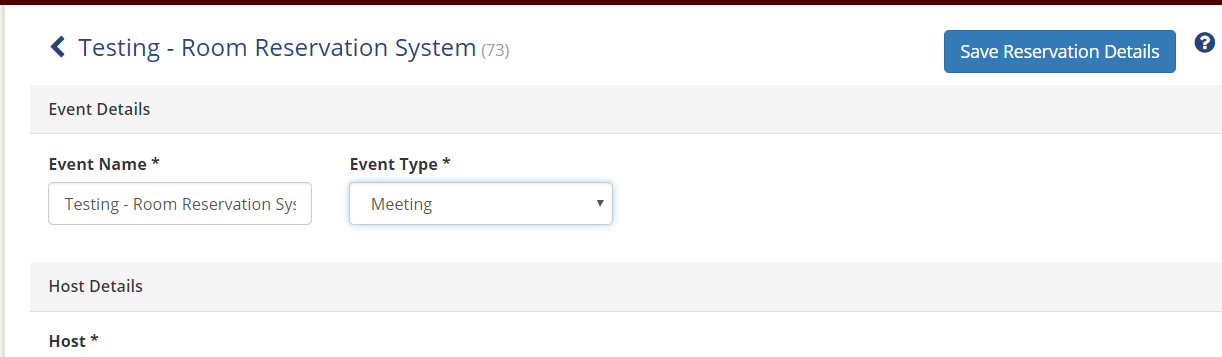 Testing - Room Reservation System (73)
Save Reservation Details
?
Event Details
Event Name *
Event Type *
Testing - Room Reservation Sys
Meeting
Host Details
Host *